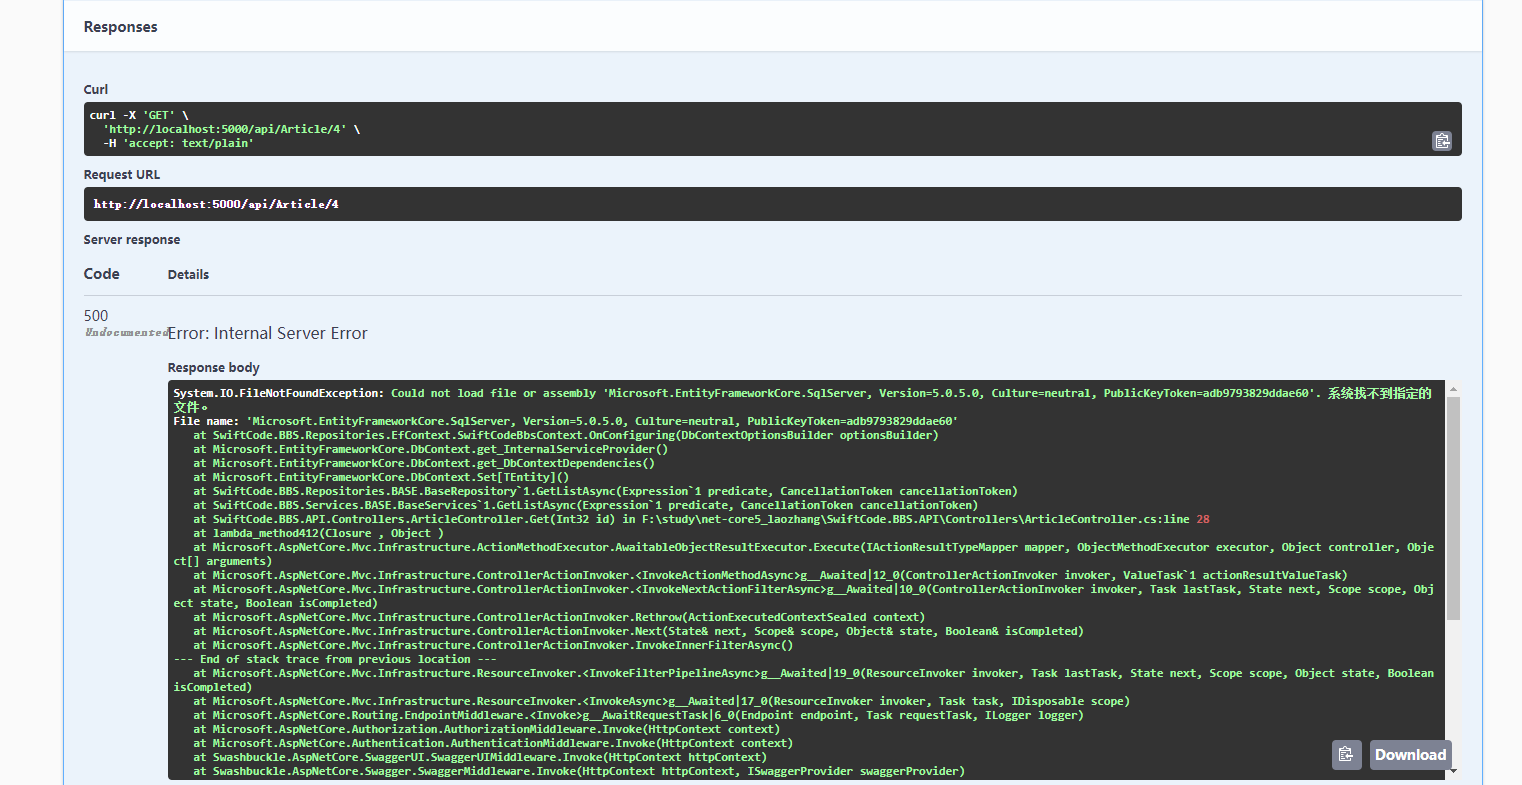 Responses
Curl
curl -X 'GET' \
  'http://localhost:5000/api/Article/4' \
  -H 'accept: text/plain'
Request URL
http://localhost:5000/api/Article/4
Server response
Code Details
500
Undocumented
Error: Internal Server Error
Response body
System.IO.FileNotFoundException: Could not load file or assembly 'Microsoft.EntityFrameworkCore.SqlServer, Version=5.0.5.0, Culture=neutral, PublicKeyToken=adb9793829ddae60'. 系统找不到指定的
文件。
File name: 'Microsoft.EntityFrameworkCore.SqlServer, Version=5.0.5.0, Culture=neutral, PublicKeyToken=adb9793829ddae60'
   at SwiftCode.BBS.Repositories.EfContext.SwiftCodeBbsContext.OnConfiguring(DbContextOptionsBuilder optionsBuilder)
   at Microsoft.EntityFrameworkCore.DbContext.get_InternalServiceProvider()
   at Microsoft.EntityFrameworkCore.DbContext.get_DbContextDependencies()
   at Microsoft.EntityFrameworkCore.DbContext.Set[TEntity]()
   at SwiftCode.BBS.Repositories.BASE.BaseRepository`1.GetListAsync(Expression`1 predicate, CancellationToken cancellationToken)
   at SwiftCode.BBS.Services.BASE.BaseServices`1.GetListAsync(Expression`1 predicate, CancellationToken cancellationToken)
   at SwiftCode.BBS.API.Controllers.ArticleController.Get(Int32 id) in F:\study\net-core5_laozhang\SwiftCode.BBS.API\Controllers\ArticleController.cs:line 28
   at lambda_method412(Closure , Object )
   at Microsoft.AspNetCore.Mvc.Infrastructure.ActionMethodExecutor.AwaitableObjectResultExecutor.Execute(IActionResultTypeMapper mapper, ObjectMethodExecutor executor, Object controller, Obje
ct[] arguments)
   at Microsoft.AspNetCore.Mvc.Infrastructure.ControllerActionInvoker.<InvokeActionMethodAsync>g__Awaited|12_0(ControllerActionInvoker invoker, ValueTask`1 actionResultValueTask)
   at Microsoft.AspNetCore.Mvc.Infrastructure.ControllerActionInvoker.<InvokeNextActionFilterAsync>g__Awaited|10_0(ControllerActionInvoker invoker, Task lastTask, State next, Scope scope, Obj
ect state, Boolean isCompleted)
   at Microsoft.AspNetCore.Mvc.Infrastructure.ControllerActionInvoker.Rethrow(ActionExecutedContextSealed context)
   at Microsoft.AspNetCore.Mvc.Infrastructure.ControllerActionInvoker.Next(State& next, Scope& scope, Object& state, Boolean& isCompleted)
   at Microsoft.AspNetCore.Mvc.Infrastructure.ControllerActionInvoker.InvokeInnerFilterAsync()
--- End of stack trace from previous location ---
   at Microsoft.AspNetCore.Mvc.Infrastructure.ResourceInvoker.<InvokeFilterPipelineAsync>g__Awaited|19_0(ResourceInvoker invoker, Task lastTask, State next, Scope scope, Object state, Boolean
isCompleted)
   at Microsoft.AspNetCore.Mvc.Infrastructure.ResourceInvoker.<InvokeAsync>g__Awaited|17_0(ResourceInvoker invoker, Task task, IDisposable scope)
   at Microsoft.AspNetCore.Routing.EndpointMiddleware.<Invoke>g__AwaitRequestTask|6_0(Endpoint endpoint, Task requestTask, ILogger logger)
   at Microsoft.AspNetCore.Authorization.AuthorizationMiddleware.Invoke(HttpContext context)
   at Microsoft.AspNetCore.Authentication.AuthenticationMiddleware.Invoke(HttpContext context)
   at Swashbuckle.AspNetCore.SwaggerUI.SwaggerUIMiddleware.Invoke(HttpContext httpContext)
   at Swashbuckle.AspNetCore.Swagger.SwaggerMiddleware.Invoke(HttpContext httpContext, ISwaggerProvider swaggerProvider)
Download